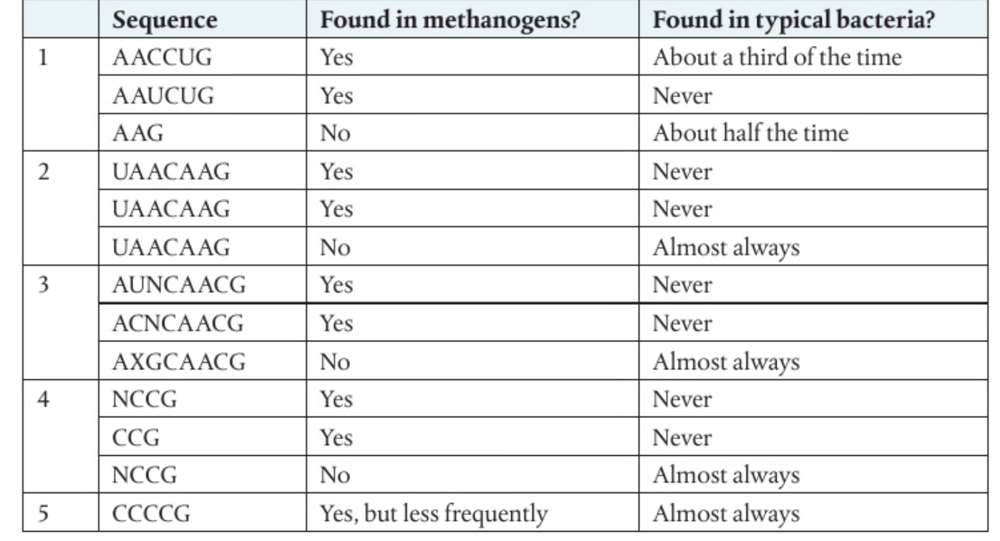 Sequence Found in methanogens? Found in typical bacteria?
1 AACCUG Yes About a third of the time
AAUCUG Yes Never
AAG No About half the time
2 UAACAAG Yes Never
UAACAAG Yes Never
UAACAAG No Almost always
3 AUNCAACG Yes Never
ACNCAACG Yes Never
AXGCAACG No Almost always
4 NCCG Yes Never
CCG Yes Never
NCCG No Almost always
5 CCCCG Yes, but less frequently Almost always